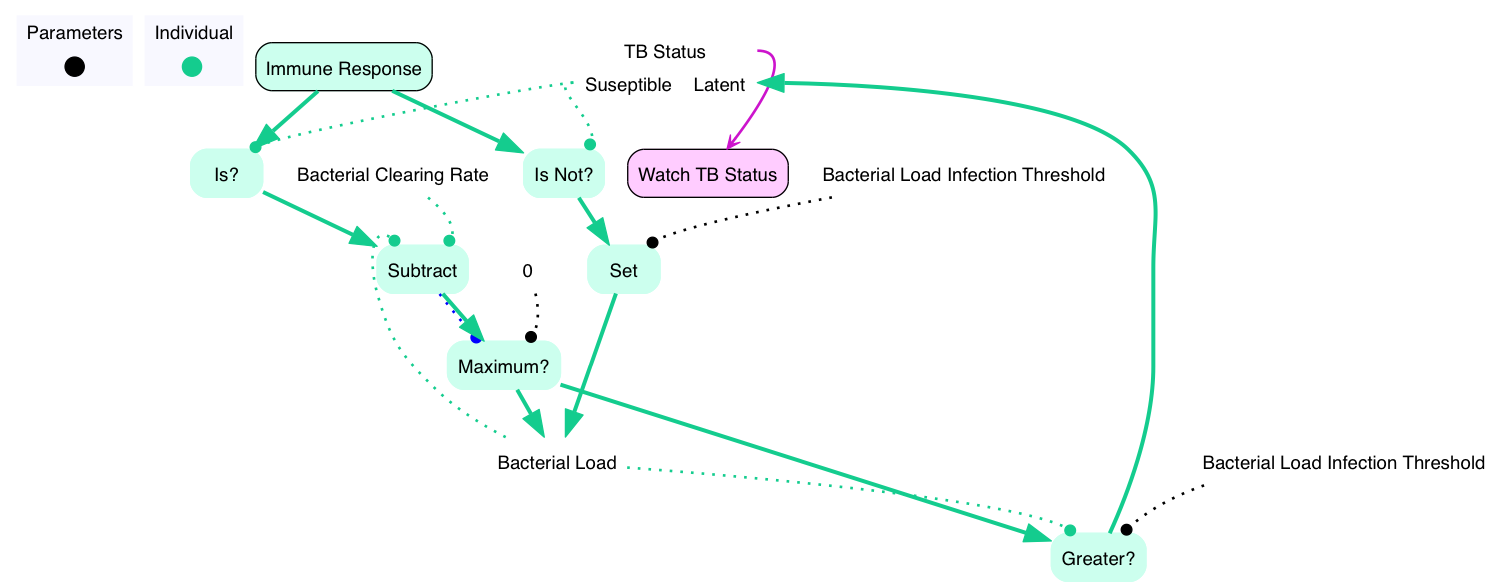 Parameters
Individual
Immune Response
TB Status
Suseptible
Latent
Is?
Bacterial Clearing Rate
Is Not?
Watch TB Status
Bacterial Load Infection Threshold
Subtract
0
Set
Maximum?
Bacterial Load
Bacterial Load Infection Threshold
Greater?